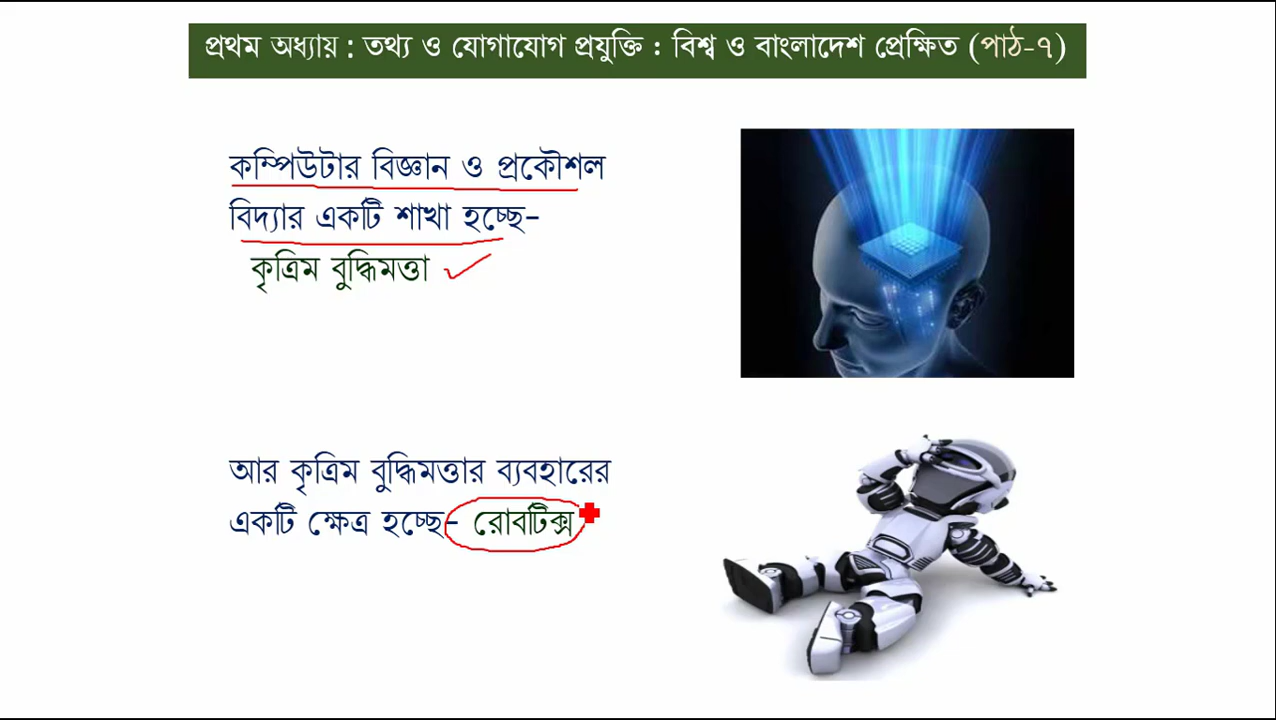 প্রথম অধ্যায় : তথ্য ও যোগাযোগ প্রযুক্তি : বিশ্ব ও বাংলাদেশ প্রেক্ষিত (পাঠ-৭)
কম্পিউটার বিজ্ঞান ও প্রকৌশল
বিদ্যার একটি শাখা হচ্ছে-
কৃত্রিম বুদ্ধিমত্তা
আর কৃত্রিম বুদ্ধিমত্তার ব্যবহারের
একটি ক্ষেত্র হচ্ছে- রোবটিক্স